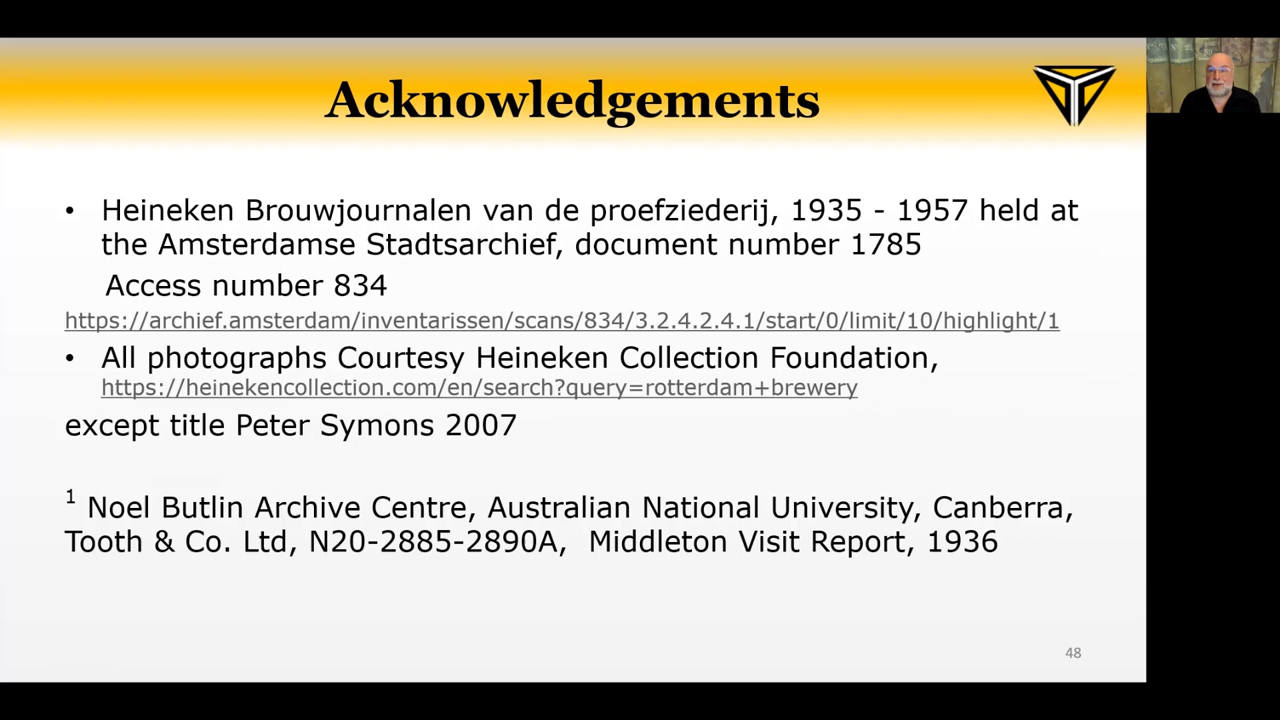 Acknowledgements
• Heineken Brouwjournalen van de proefziederij, 1935 - 1957 held at
the Amsterdamse Stadtsarchief, document number 1785
Access number 834
https://archief.amsterdam/inventarissen/scans/834/3.2.4.2.4.1/start/0/limit/10/highlight/1
• All photographs Courtesy Heineken Collection Foundation,
https://heinekencollection.com/en/search?query=rotterdam+brewery
except title Peter Symons 2007
1 Noel Butlin Archive Centre, Australian National University, Canberra,
Tooth & Co. Ltd, N20-2885-2890A, Middleton Visit Report, 1936
48